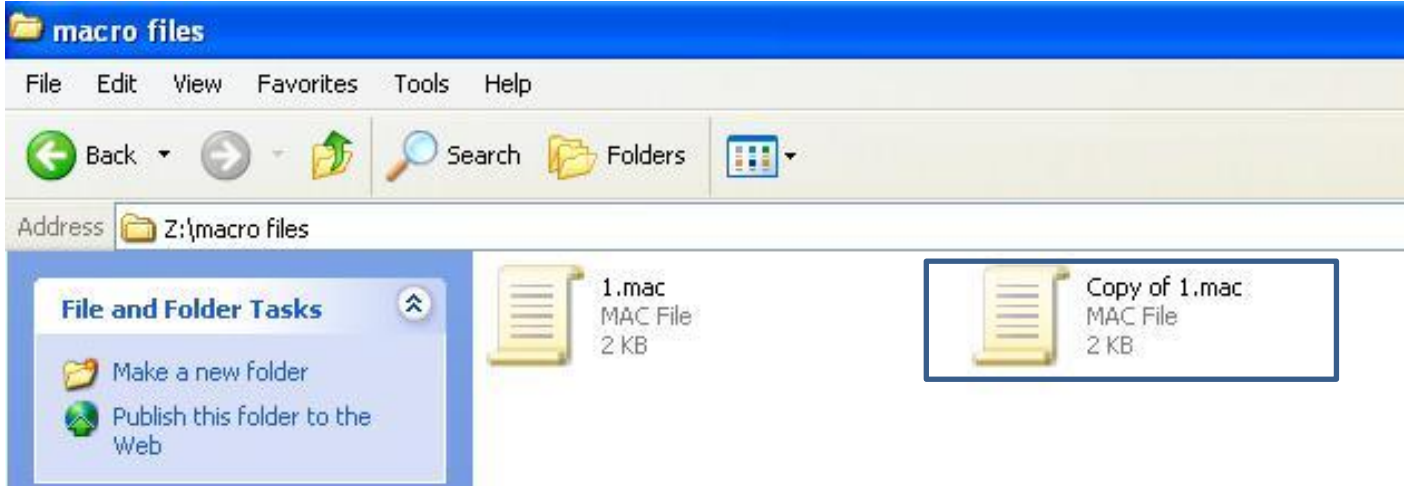 macro files
File Edit View Favorites Tools Help
Back Search Folders
Address Z:\macro files
File and Folder Tasks
Make a new folder
Publish this folder to the
Web
1.mac
MAC File
2 KB
Copy of 1.mac
MAC File
2 KB